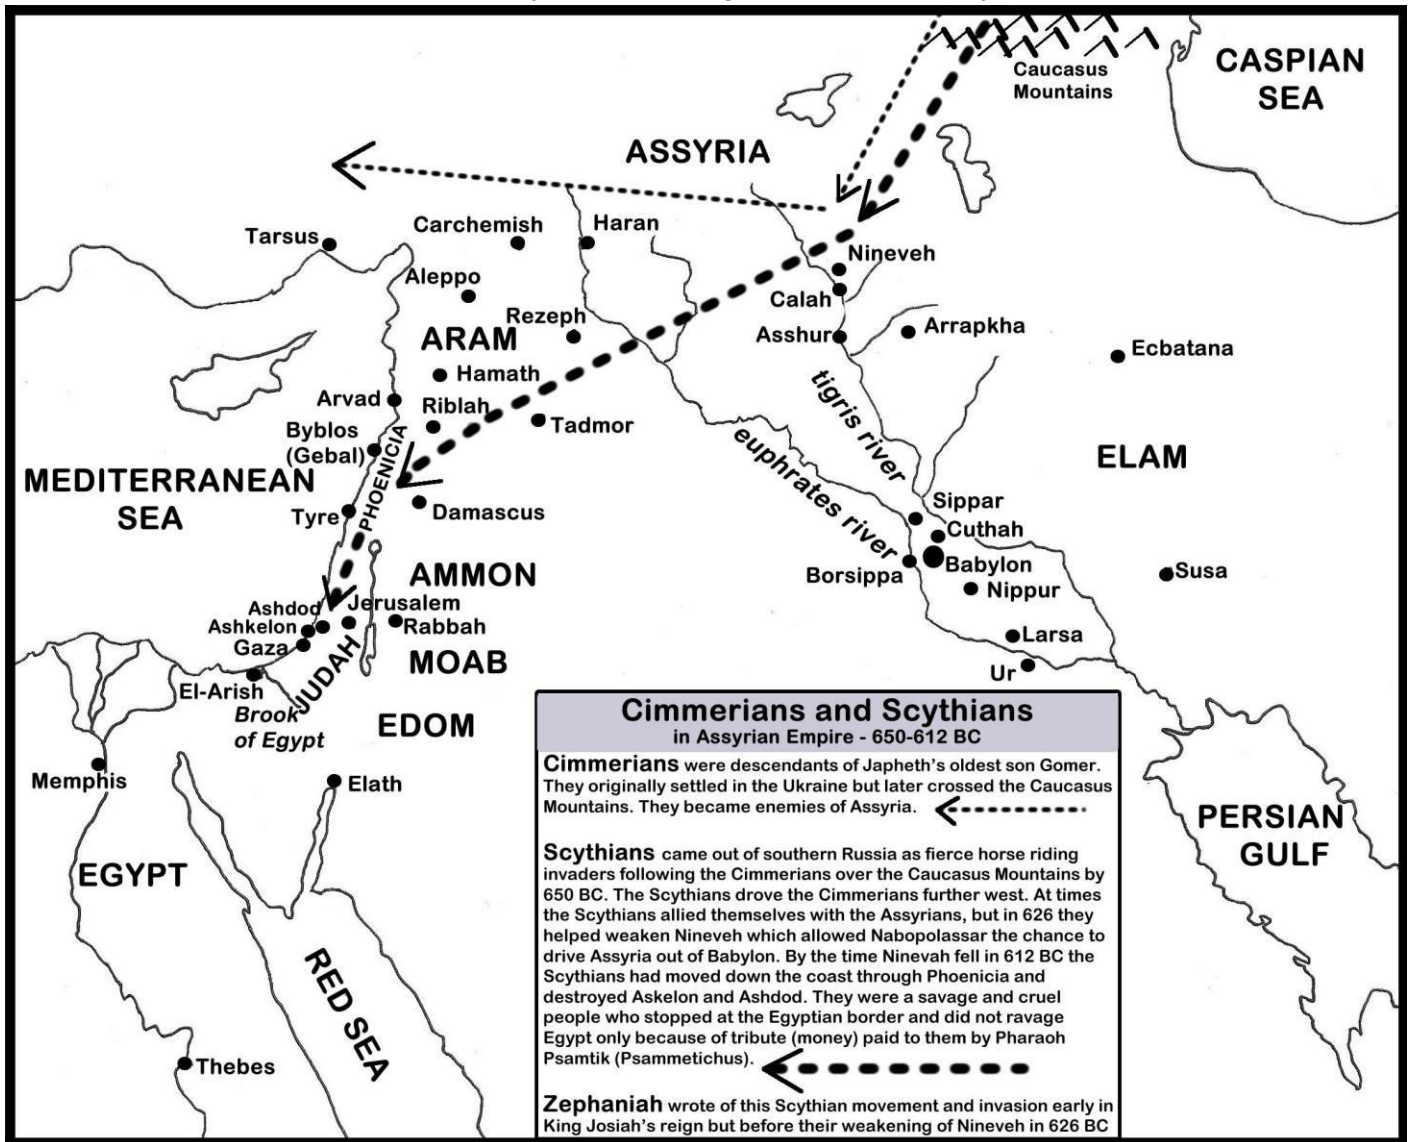 CASPIAN
SEA
Caucasus
Mountains
ASSYRIA
Tarsus
Carchemish
Haran
Aleppo
Nineveh
Calah
Rezeph
ARAM
Asshur
Arrapkha
Ecbatana
Hamath
Arvad
Riblah
Tadmor
tigris river
Byblos
(Gebal)
PHOENICIA
euphrates river
ELAM
MEDITERRANEAN
SEA
Tyre
Damascus
Sippar
Cuthah
Babylon
Borsippa
Nippur
Susa
AMMON
Ashdod
Jerusalem
Ashkelon
Rabbah
Gaza
JUDAH
MOAB
Larsa
Ur
El-Arish
Brook
of Egypt
EDOM
Memphis
Elath
EGYPT
RED SEA
Thebes
PERSIAN
GULF
Cimmerians and Scythians
in Assyrian Empire - 650-612 BC
Cimmerians were descendants of Japheth's oldest son Gomer.
They originally settled in the Ukraine but later crossed the Caucasus
Mountains. They became enemies of Assyria.
Scythians came out of southern Russia as fierce horse riding
invaders following the Cimmerians over the Caucasus Mountains by
650 BC. The Scythians drove the Cimmerians further west. At times
the Scythians allied themselves with the Assyrians, but in 626 they
helped weaken Nineveh which allowed Nabopolassar the chance to
drive Assyria out of Babylon. By the time Ninevah fell in 612 BC the
Scythians had moved down the coast through Phoenicia and
destroyed Askelon and Ashdod. They were a savage and cruel
people who stopped at the Egyptian border and did not ravage
Egypt only because of tribute (money) paid to them by Pharaoh
Psamtik (Psammetichus).
Zephaniah wrote of this Scythian movement and invasion early in
King Josiah's reign but before their weakening of Nineveh in 626 BC